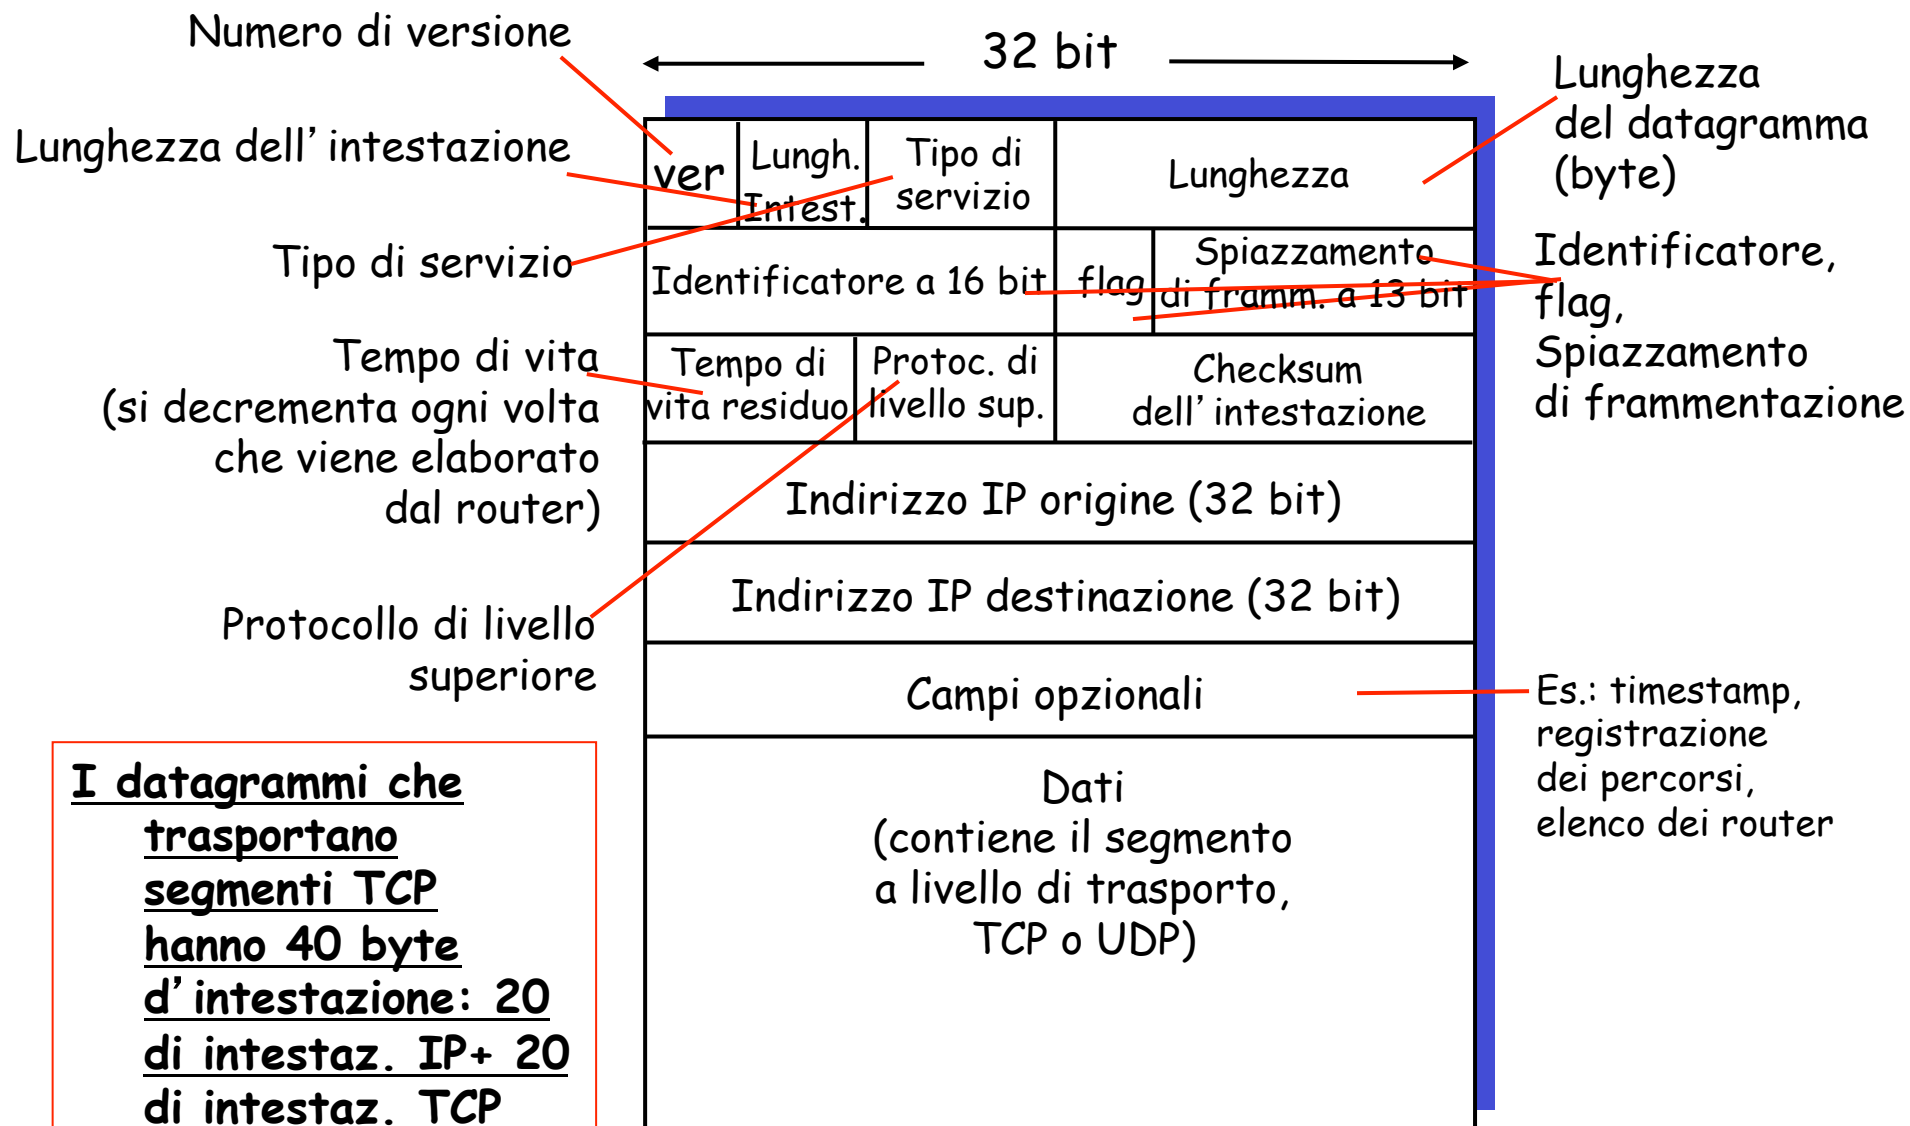 Numero di versione
32 bit
Lunghezza
del datagramma
(byte)
Lunghezza dell’intestazione
ver
Lungh.
Intest.
Tipo di
servizio
Lunghezza
Tipo di servizio
Identificatore a 16 bit
flag
Spiazzamento
di framm. a 13 bit
Identificatore,
flag,
Spiazzamento
di frammentazione
Tempo di vita
(si decrementa ogni volta
che viene elaborato
dal router)
Tempo di
vita residuo
Protoc. di
livello sup.
Checksum
dell’intestazione
Indirizzo IP origine (32 bit)
Indirizzo IP destinazione (32 bit)
Protocollo di livello
superiore
Campi opzionali
Es.: timestamp,
registrazione
dei percorsi,
elenco dei router
I datagrammi che
trasportano
segmenti TCP
hanno 40 byte
d’intestazione: 20
di intestaz. IP+ 20
di intestaz. TCP
Dati
(contiene il segmento
a livello di trasporto,
TCP o UDP)